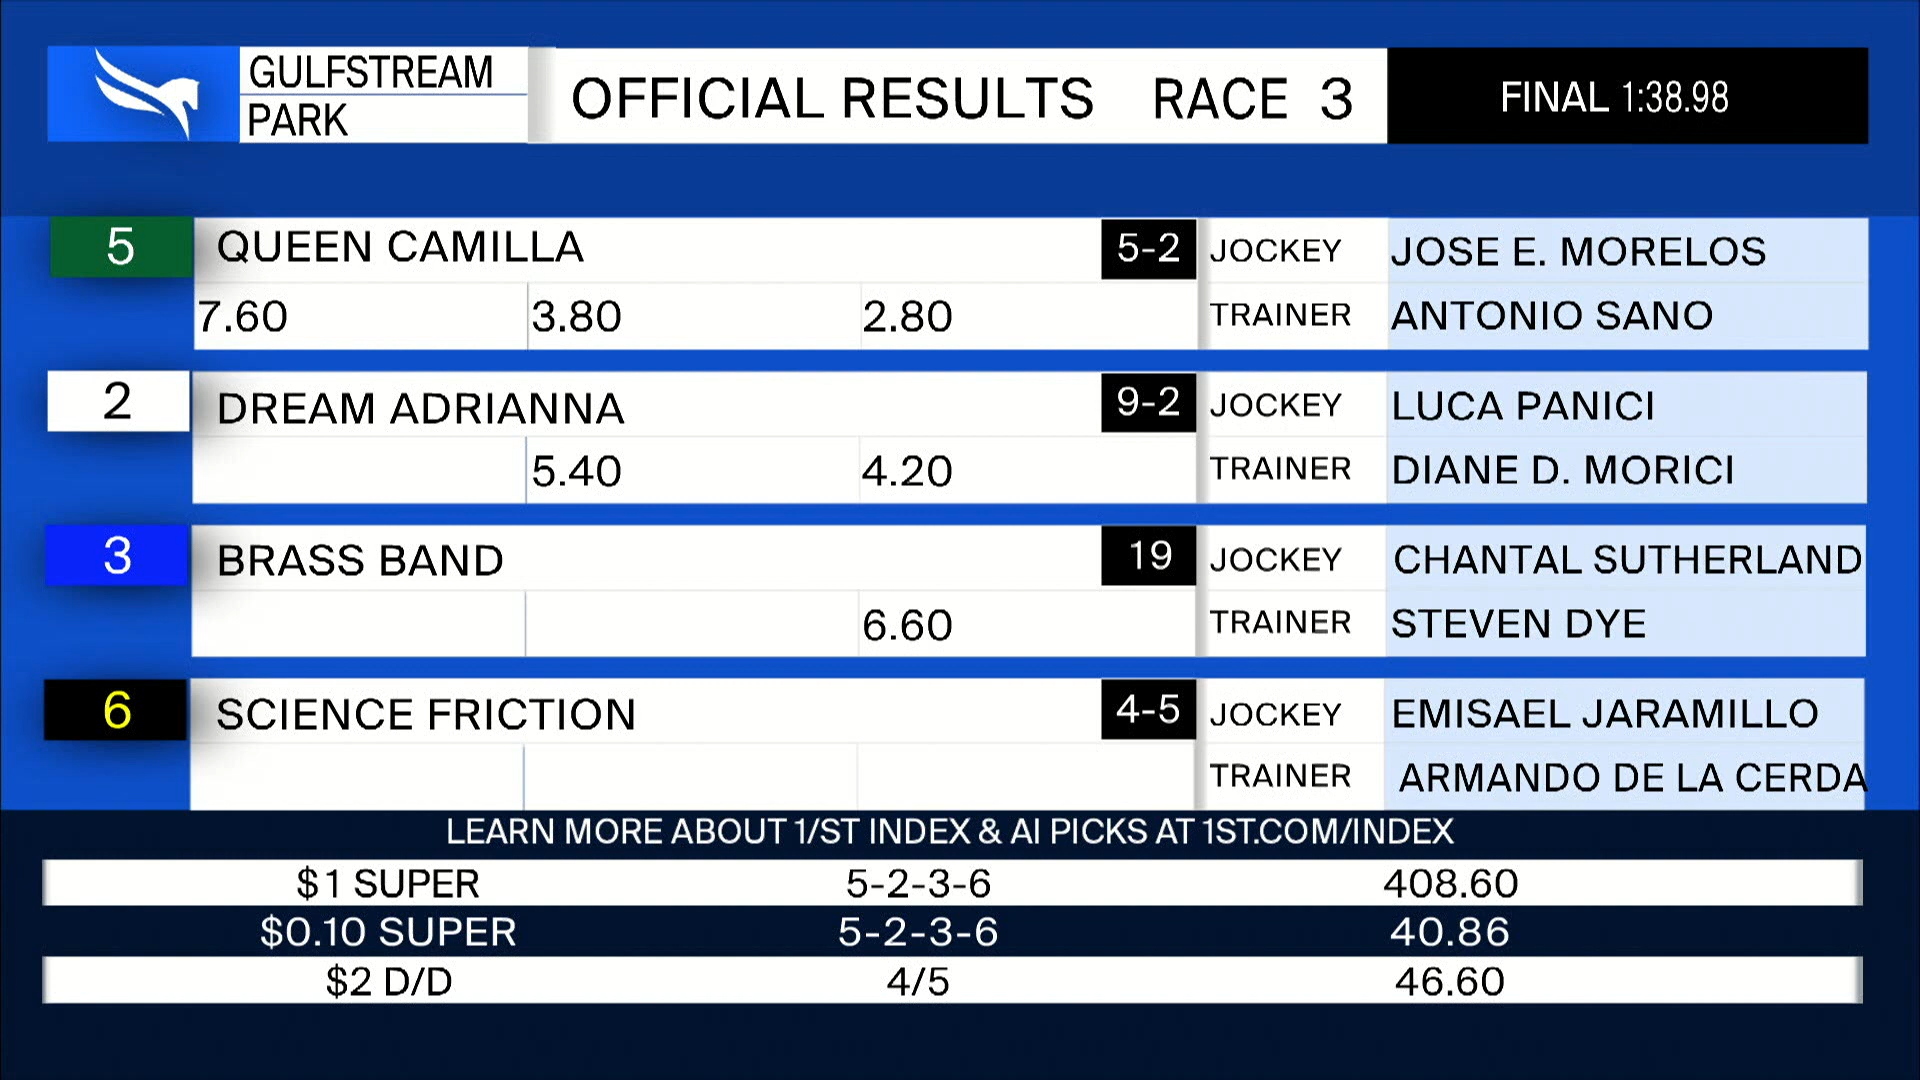 GULFSTREAM
PARK
OFFICIAL RESULTS RACE 3
FINAL 1:38.98
5 QUEEN CAMILLA 5-2 JOCKEY JOSE E. MORELOS
7.60 3.80 2.80 TRAINER ANTONIO SANO
2 DREAM ADRIANNA 9-2 JOCKEY LUCA PANICI
5.40 4.20 TRAINER DIANE D. MORICI
3 BRASS BAND 19 JOCKEY CHANTAL SUTHERLAND
6.60 TRAINER STEVEN DYE
6 SCIENCE FRICTION 4-5 JOCKEY EMISAEL JARAMILLO
TRAINER ARMANDO DE LA CERDA
LEARN MORE ABOUT 1/ST INDEX & AI PICKS AT 1ST.COM/INDEX
$1 SUPER 5-2-3-6 408.60
$0.10 SUPER 5-2-3-6 40.86
$2 D/D 4/5 46.60